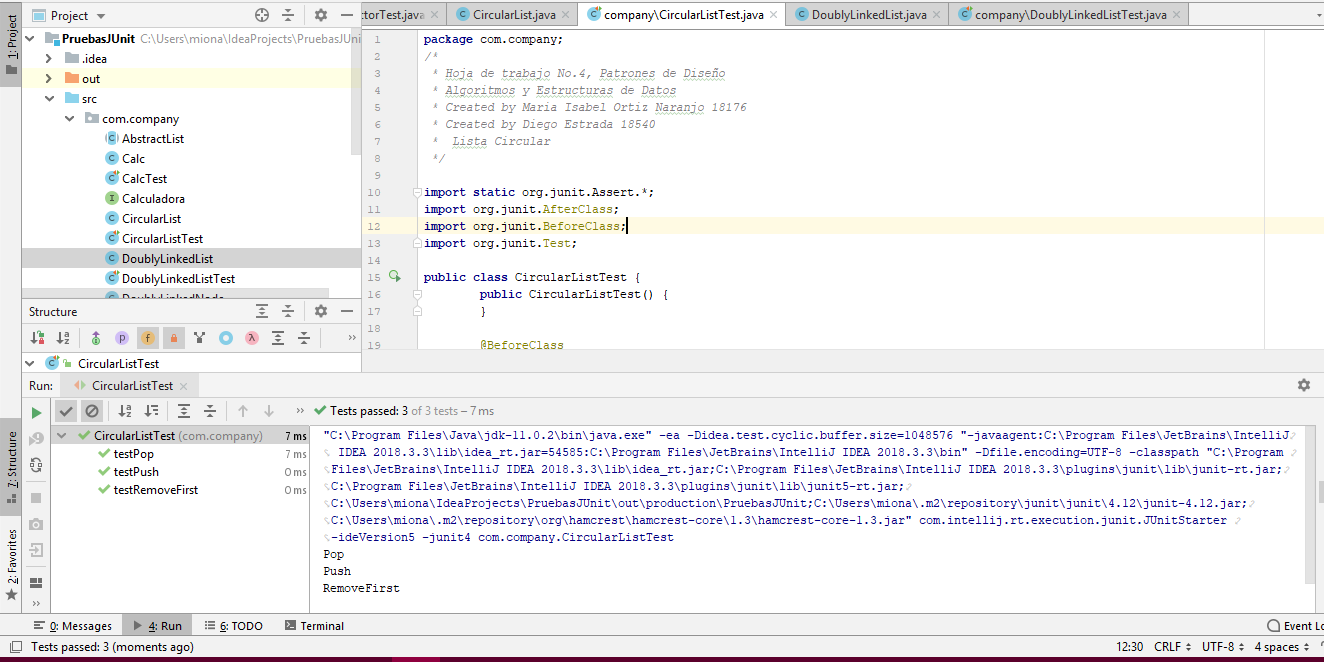 Project
PruebasJUnit C:\Users\miona\IdeaProjects\PruebasJUni
.idea
out
src
com.company
AbstractList
Calc
CalcTest
Calculadora
CircularList
CircularListTest
DoublyLinkedList
DoublyLinkedListTest
DoublyLinkedNode
1: Project
ctorTest.java
CircularList.java
company\CircularListTest.java
DoublyLinkedList.java
company\DoublyLinkedListTest.java
1 package com.company;
2 /*
3 * Hoja de trabajo No.4, Patrones de Diseño
4 * Algoritmos y Estructuras de Datos
5 * Created by Maria Isabel Ortiz Naranjo 18176
6 * Created by Diego Estrada 18540
7 * Lista Circular
8 */
9
10 import static org.junit.Assert.*;
11 import org.junit.AfterClass;
12 import org.junit.BeforeClass;
13 import org.junit.Test;
14
15 public class CircularListTest {
16 public CircularListTest() {
17 }
18
19 @BeforeClass
Structure
CircularListTest
Run: CircularListTest
Tests passed: 3 of 3 tests – 7 ms
CircularListTest (com.company) 7 ms
testPop 7 ms
testPush 0 ms
testRemoveFirst 0 ms
"C:\Program Files\Java\jdk-11.0.2\bin\java.exe" -ea -Didea.test.cyclic.buffer.size=1048576 "-javaagent:C:\Program Files\JetBrains\IntelliJ
IDEA 2018.3.3\lib\idea_rt.jar=54585:C:\Program Files\JetBrains\IntelliJ IDEA 2018.3.3\bin" -Dfile.encoding=UTF-8 -classpath "C:\Program
Files\JetBrains\IntelliJ IDEA 2018.3.3\lib\idea_rt.jar;C:\Program Files\JetBrains\IntelliJ IDEA 2018.3.3\plugins\junit\lib\junit-rt.jar;
C:\Program Files\JetBrains\IntelliJ IDEA 2018.3.3\plugins\junit\lib\junit5-rt.jar;
C:\Users\miona\IdeaProjects\PruebasJUnit\out\production\PruebasJUnit;C:\Users\miona\.m2\repository\junit\junit\4.12\junit-4.12.jar;
C:\Users\miona\.m2\repository\org\hamcrest\hamcrest-core\1.3\hamcrest-core-1.3.jar" com.intellij.rt.execution.junit.JUnitStarter
-ideVersion5 -junit4 com.company.CircularListTest
Pop
Push
RemoveFirst
7: Structure
2: Favorites
0: Messages
4: Run
6: TODO
Terminal
Event Lo
Tests passed: 3 (moments ago)
12:30 CRLF UTF-8 4 spaces